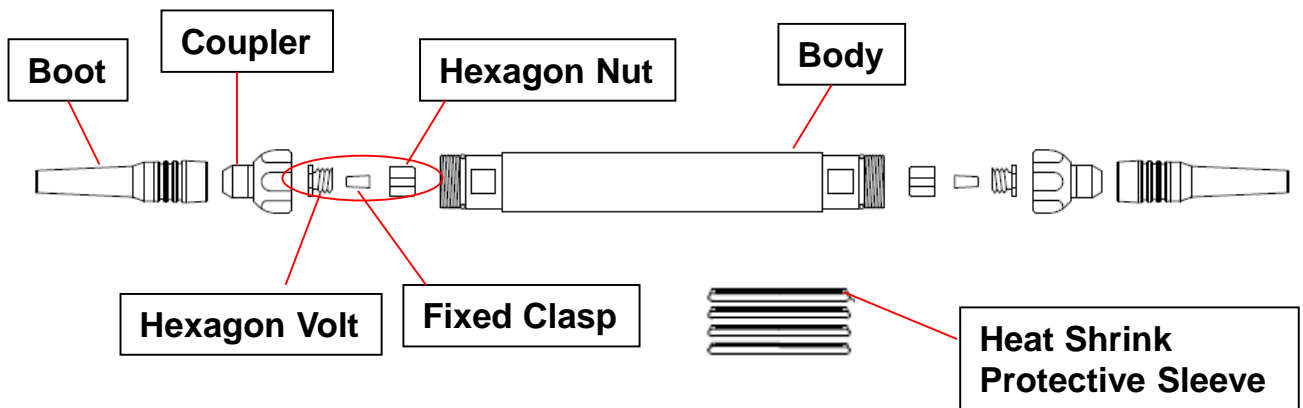 Coupler
Boot
Hexagon Nut
Body
Hexagon Volt
Fixed Clasp
Heat Shrink
Protective Sleeve